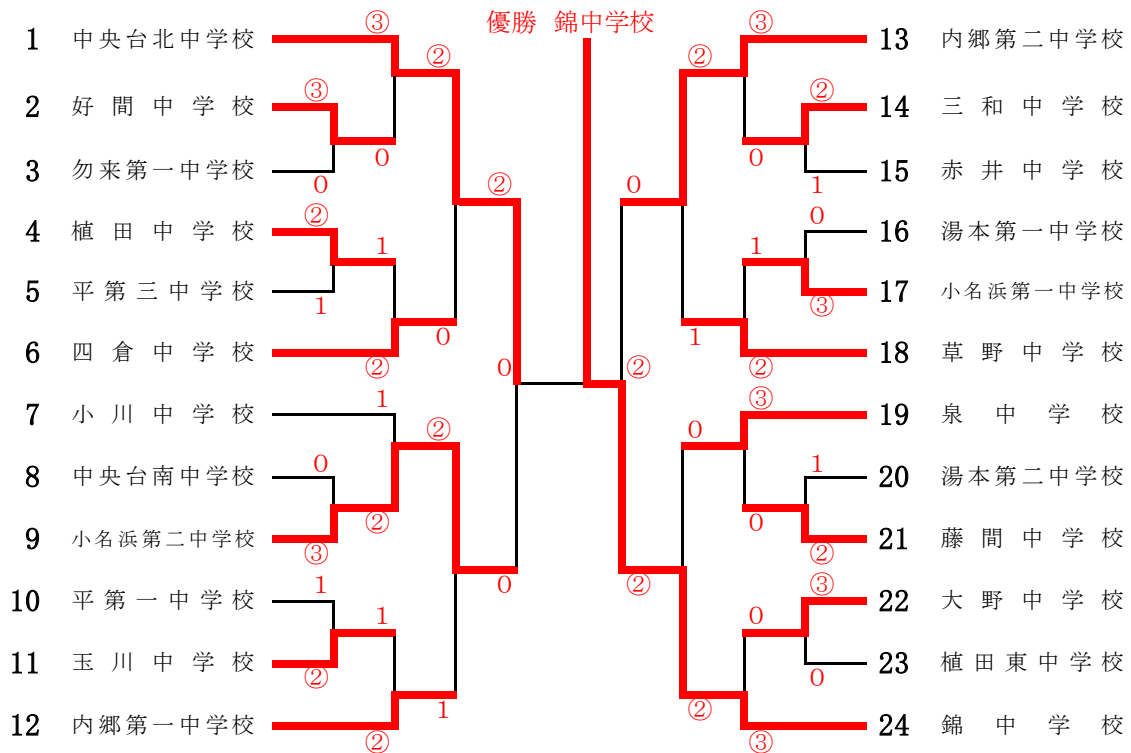 優勝 錦中学校
1 中央台北中学校
2 好間中学校
3 勿来第一中学校
4 植田中学校
5 平第三中学校
6 四倉中学校
7 小川中学校
8 中央台南中学校
9 小名浜第二中学校
10 平第一中学校
11 玉川中学校
12 内郷第一中学校
③
②
③
0
0
②
②
1
1
0
②
0
1
②
0
②
③
0
1
1
②
1
②
13 内郷第二中学校
14 三和中学校
15 赤井中学校
16 湯本第一中学校
17 小名浜第一中学校
18 草野中学校
19 泉中学校
20 湯本第二中学校
21 藤間中学校
22 大野中学校
23 植田東中学校
24 錦中学校
③
②
②
0
1
0
0
1
③
1
②
②
③
0
1
0
②
②
③
0
0
②
③